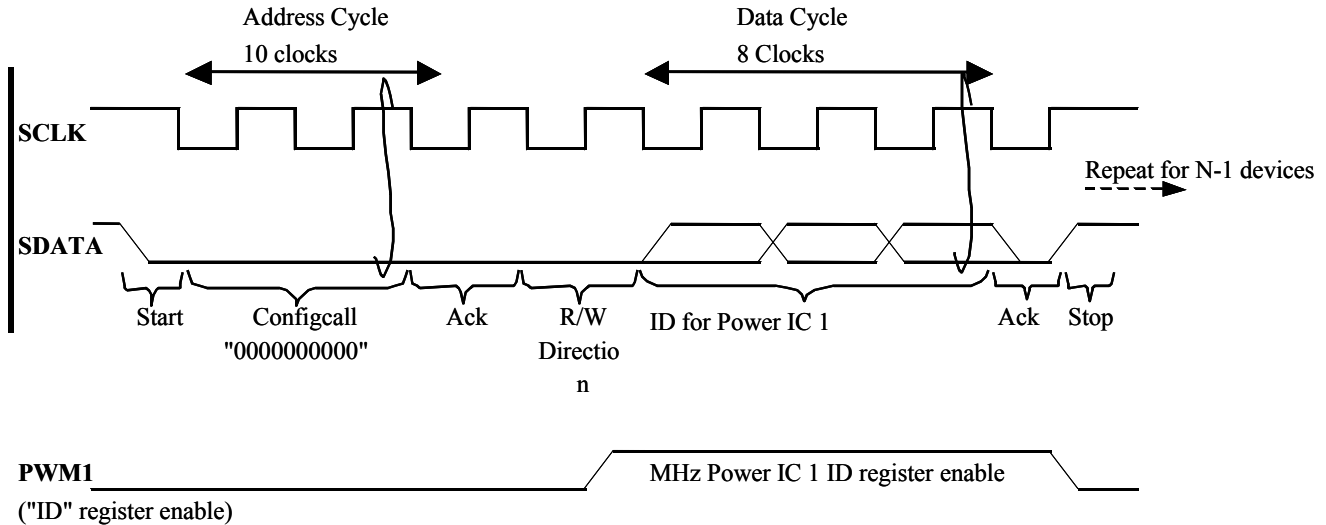 Address Cycle
10 clocks
Data Cycle
8 Clocks
SCLK
Repeat for N-1 devices
SDATA
Start
Configcall
"0000000000"
Ack
R/W
Directio
n
ID for Power IC 1
Ack
Stop
PWM1
("ID" register enable)
MHz Power IC 1 ID register enable